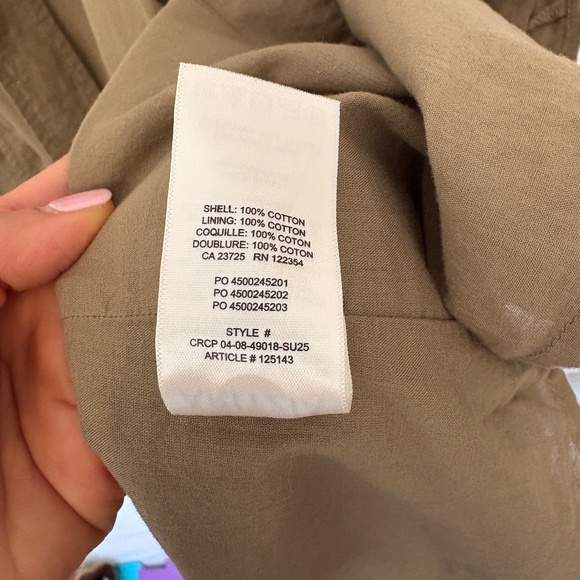 SHELL: 100% COTTON
LINING: 100% COTTON
COQUILLE: 100% COTON
DOUBLURE: 100% COTON
CA 23725 RN 122354
PO 4500245201
PO 4500245202
PO 4500245203
STYLE #
CRCP 04-08-49018-SU25
ARTICLE # 125143